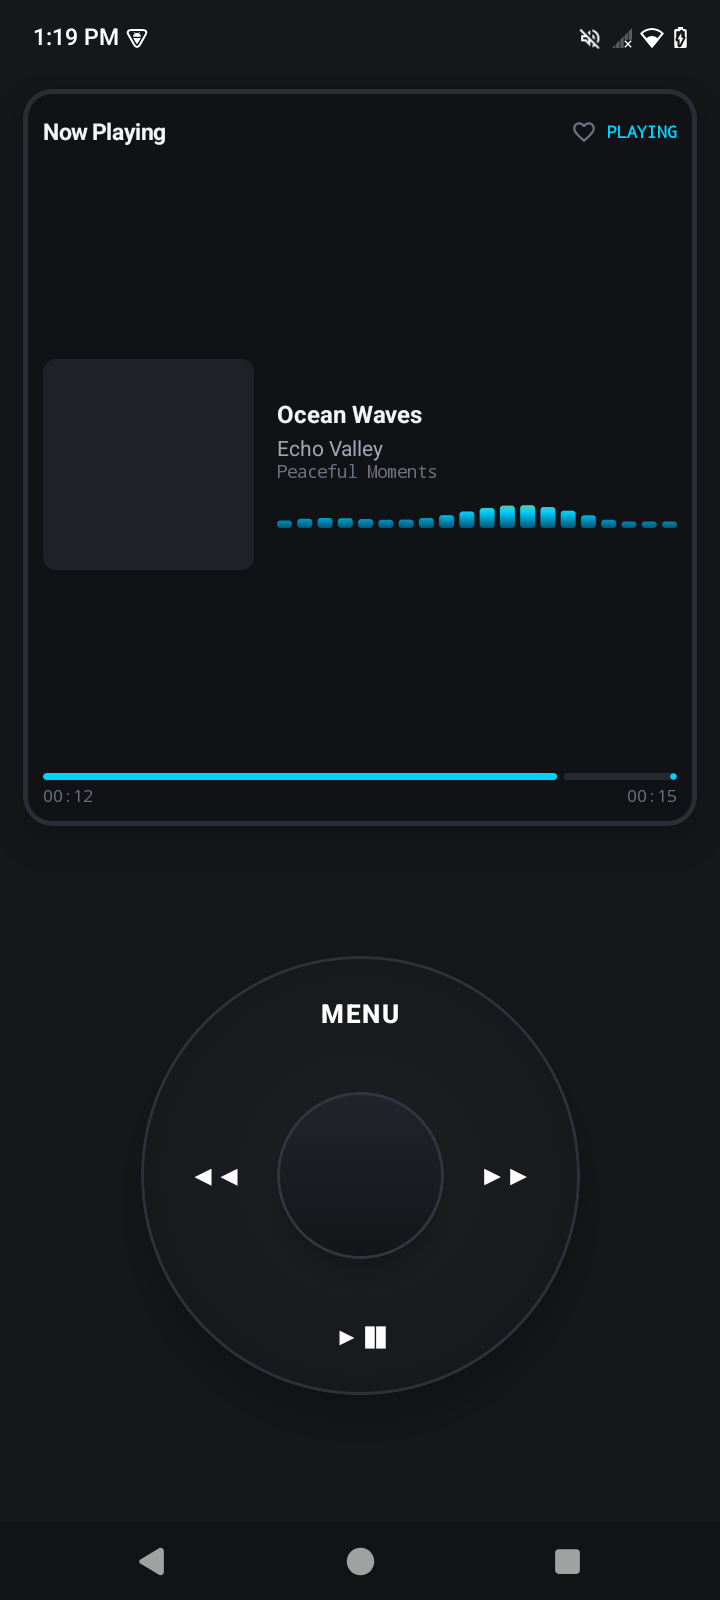 1:19 PM
Now Playing
PLAYING
Ocean Waves
Echo Valley
Peaceful Moments
00:12
00:15
MENU